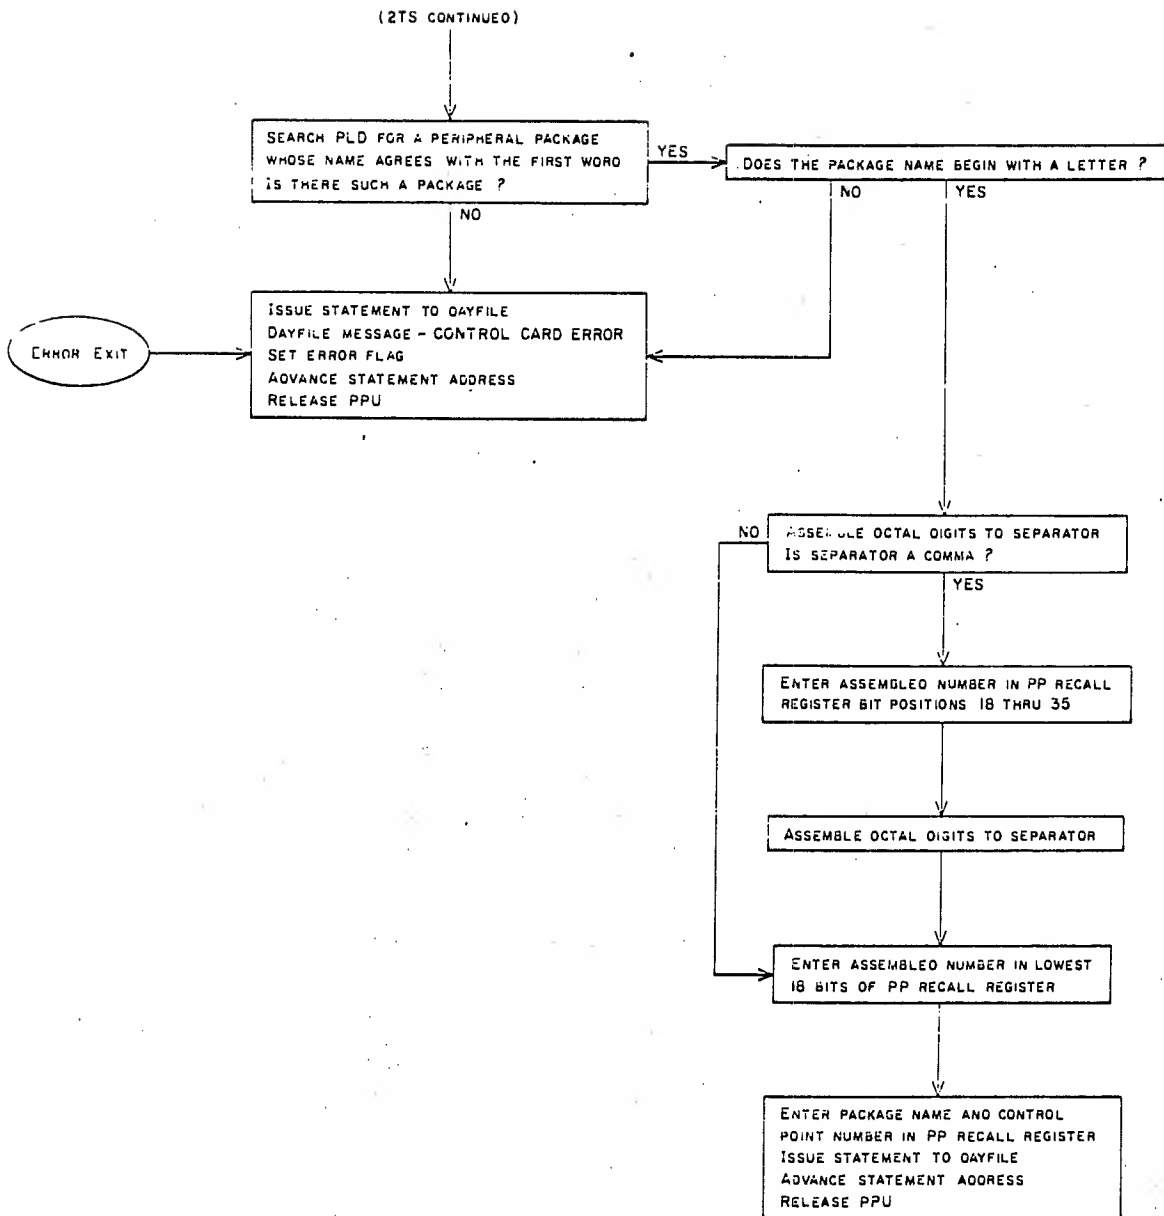 (2TS CONTINUED)
SEARCH PLD FOR A PERIPHERAL PACKAGE
WHOSE NAME AGREES WITH THE FIRST WORD
IS THERE SUCH A PACKAGE ?
YES
DOES THE PACKAGE NAME BEGIN WITH A LETTER ?
NO
NO
YES
ISSUE STATEMENT TO DAYFILE
DAYFILE MESSAGE - CONTROL CARD ERROR
SET ERROR FLAG
ADVANCE STATEMENT ADDRESS
RELEASE PPU
ERROR EXIT
NO
ASSEMBLE OCTAL DIGITS TO SEPARATOR
IS SEPARATOR A COMMA ?
YES
ENTER ASSEMBLED NUMBER IN PP RECALL
REGISTER BIT POSITIONS 18 THRU 35
ASSEMBLE OCTAL DIGITS TO SEPARATOR
ENTER ASSEMBLED NUMBER IN LOWEST
18 BITS OF PP RECALL REGISTER
ENTER PACKAGE NAME AND CONTROL
POINT NUMBER IN PP RECALL REGISTER
ISSUE STATEMENT TO DAYFILE
ADVANCE STATEMENT ADDRESS
RELEASE PPU